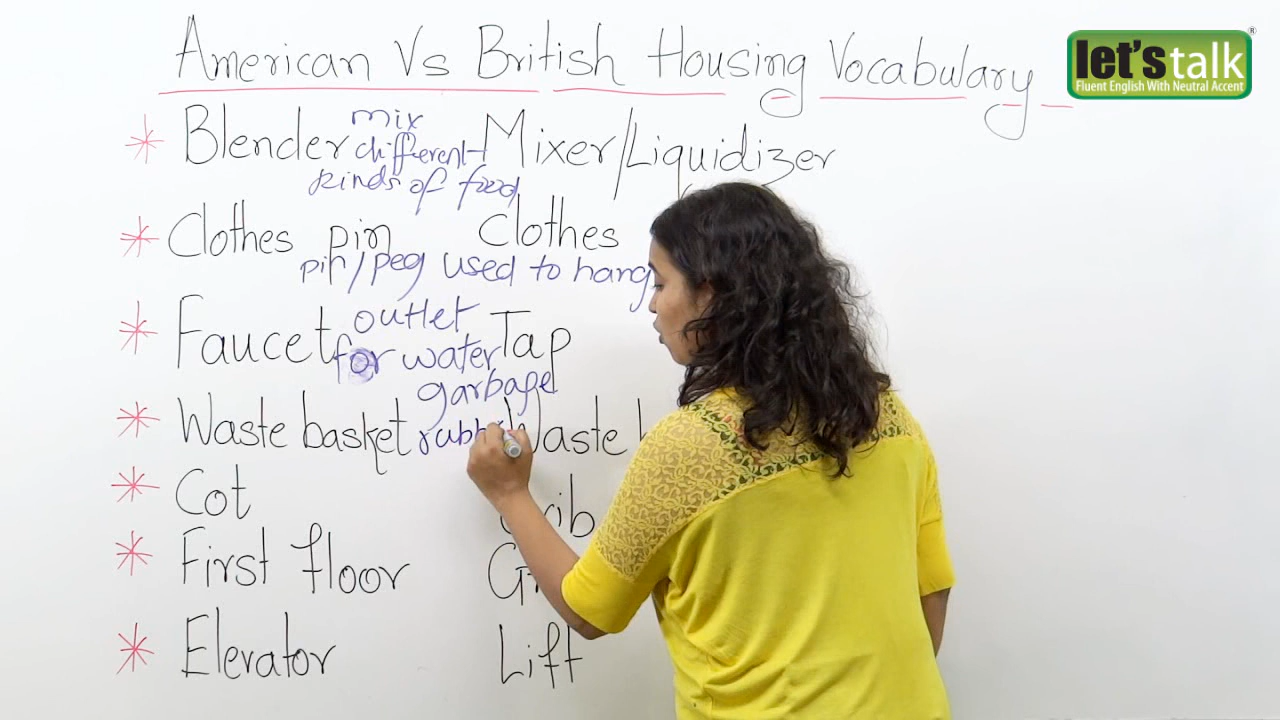 American Vs British Housing Vocabulary
let's talk ®
Fluent English With Neutral Accent
* Blender Mixer/Liquidizer
mix
different
kinds of food
* Clothes pin Clothes
pin/peg used to hang
* Faucet Tap
outlet
for water
garbage
* Waste basket Waste
* Cot
* First floor
* Elevator Lift